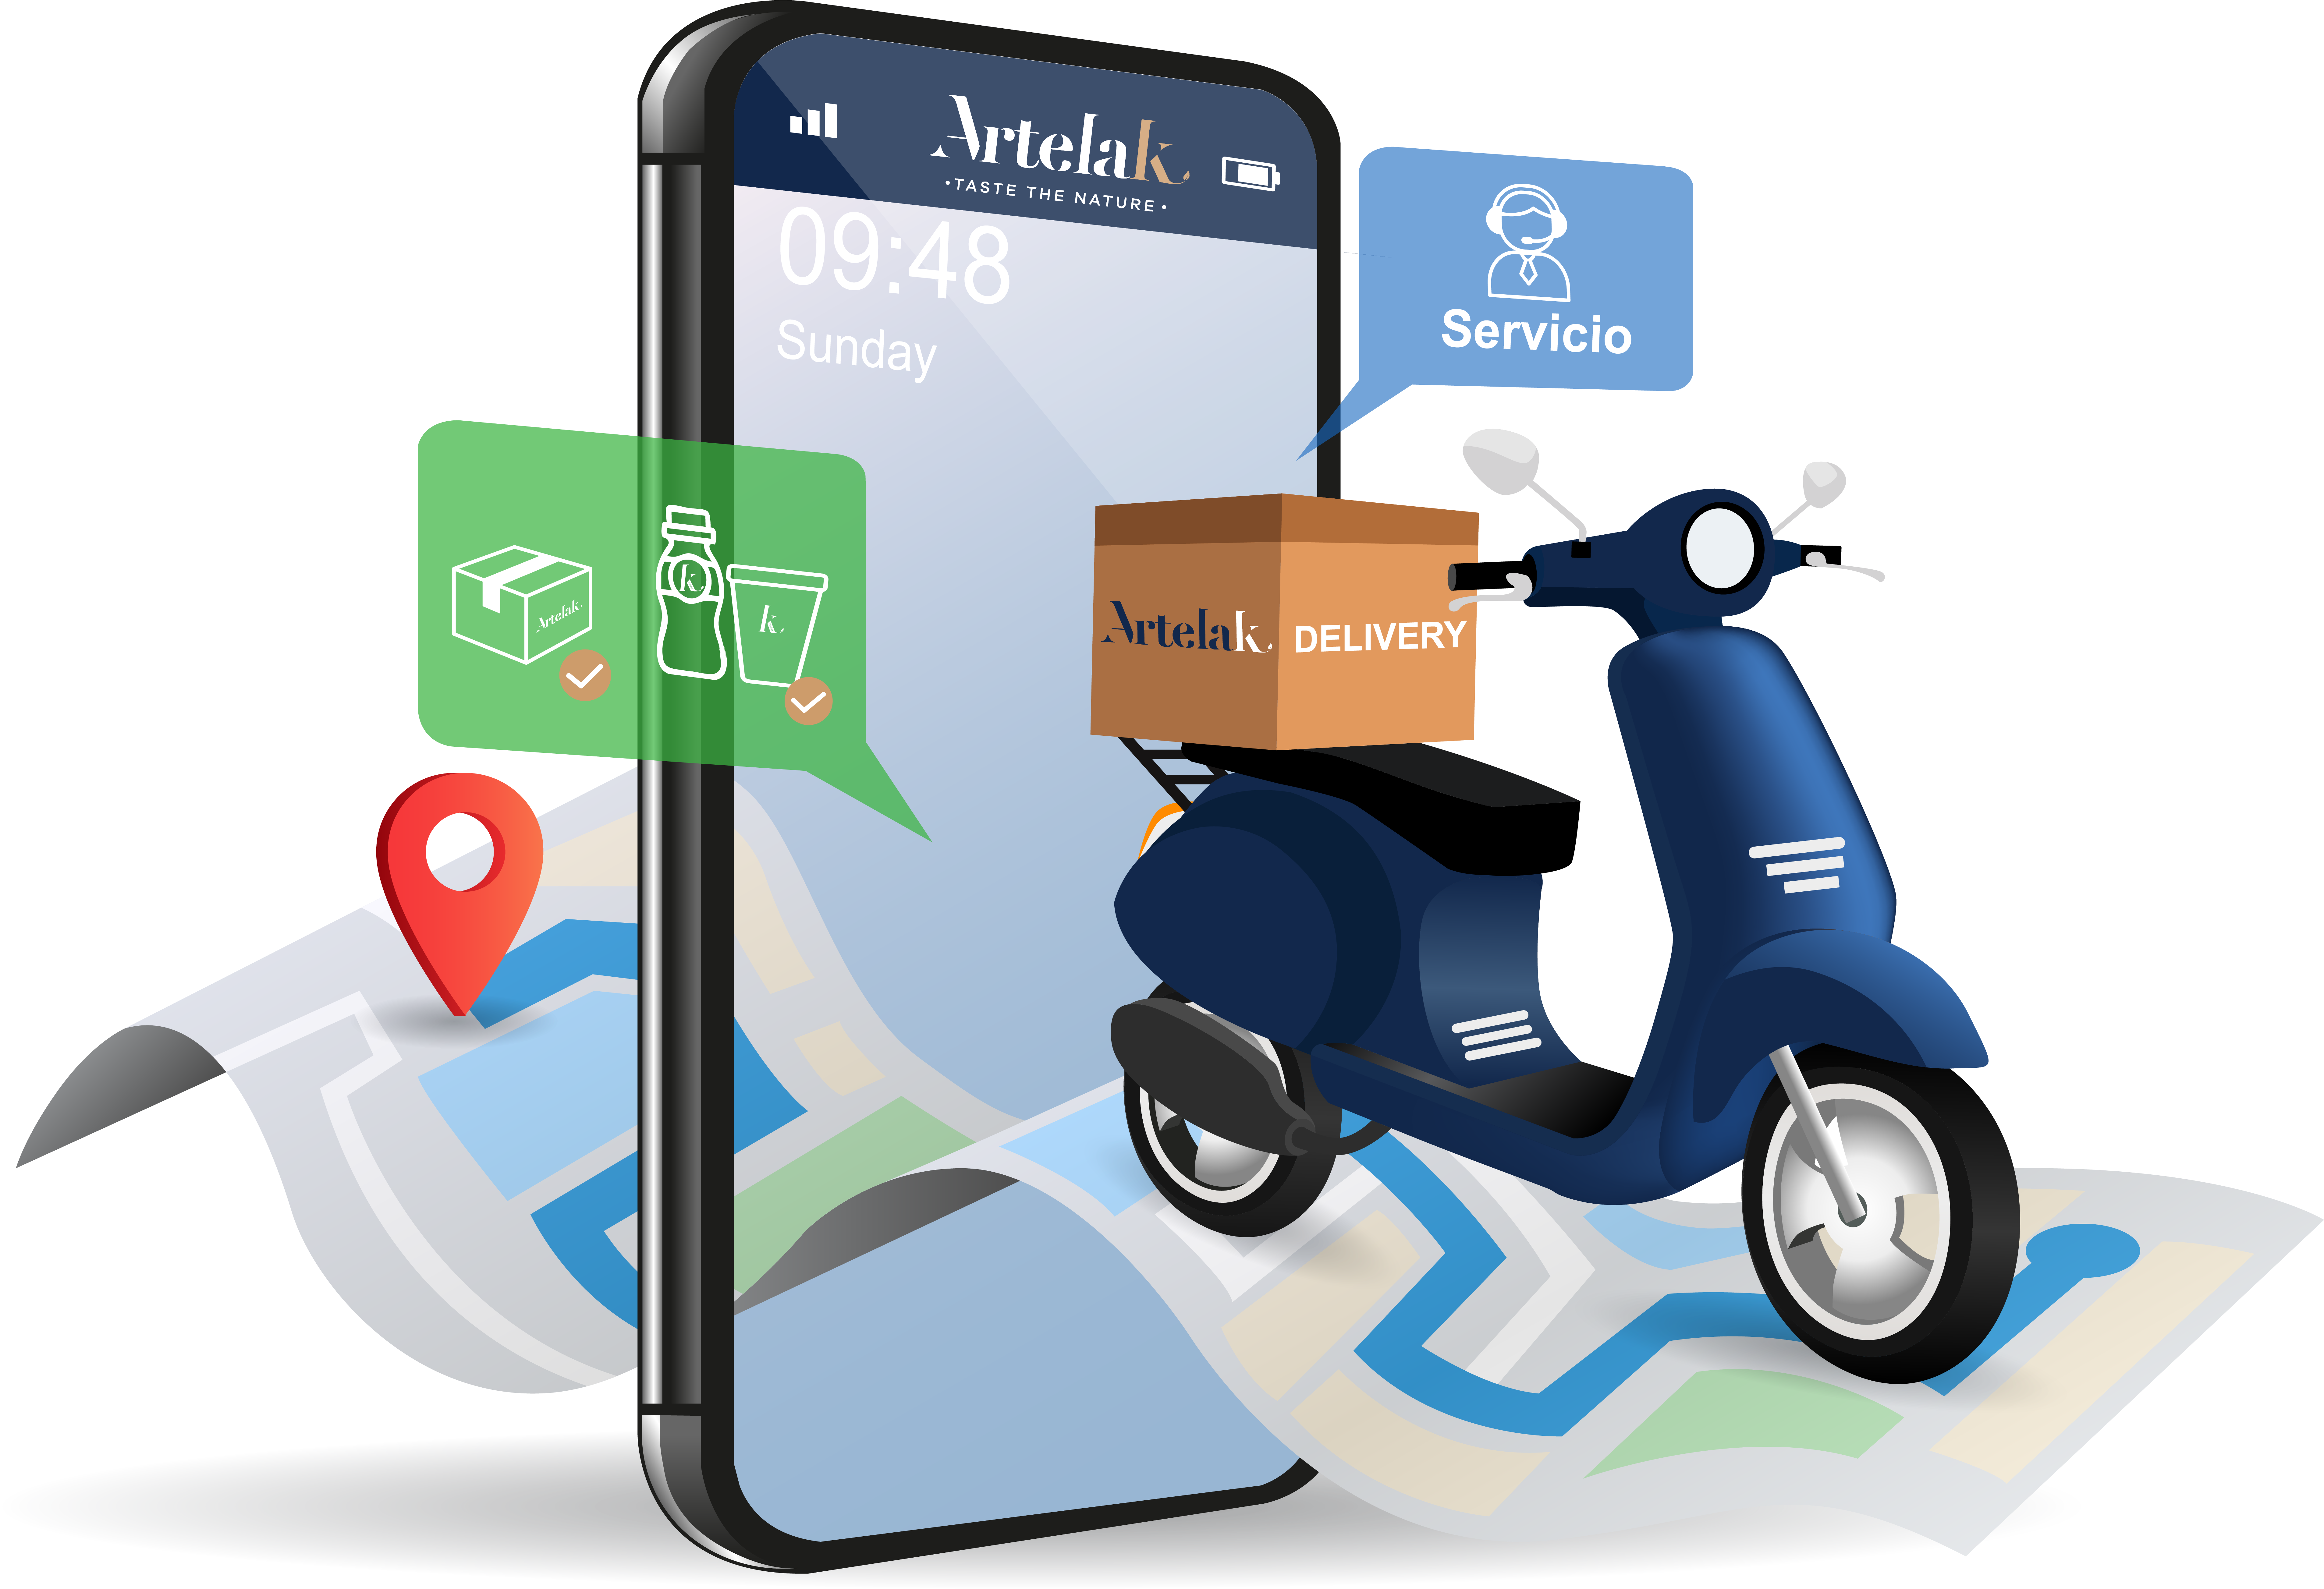 Artelak.
•TASTE THE NATURE•
09:48
Sunday
Servicio
Artelak.
k.
k.
Artelak.
DELIVERY